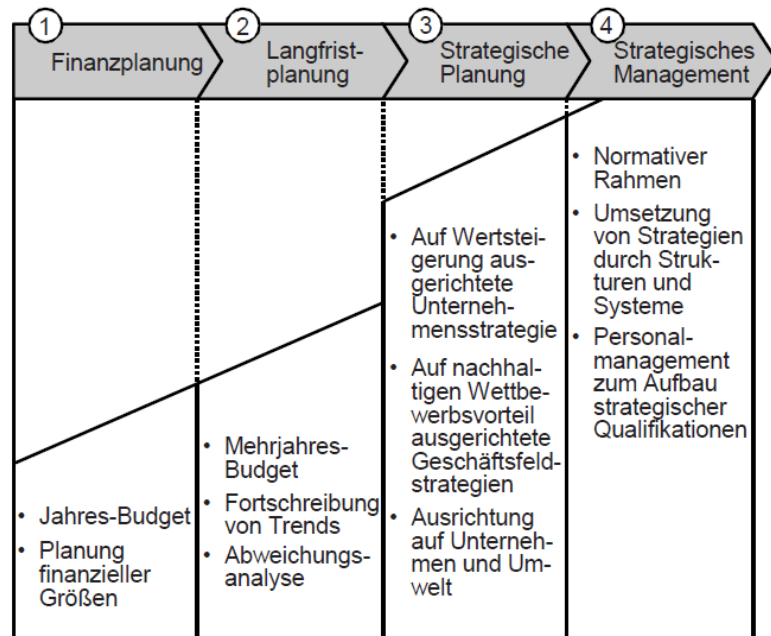 1
Finanzplanung
2
Langfrist-
planung
3
Strategische
Planung
4
Strategisches
Management
• Jahres-Budget
• Planung
finanzieller
Größen
• Mehrjahres-
Budget
• Fortschreibung
von Trends
• Abweichungs-
analyse
• Auf Wertstei-
gerung aus-
gerichtete
Unterneh-
mensstrategie
• Auf nachhal-
tigen Wettbe-
werbsvorteil
ausgerichtete
Geschäftsfeld-
strategien
• Ausrichtung
auf Unterneh-
men und Um-
welt
• Normativer
Rahmen
• Umsetzung
von Strategien
durch Struk-
turen und
Systeme
• Personal-
management
zum Aufbau
strategischer
Qualifikationen